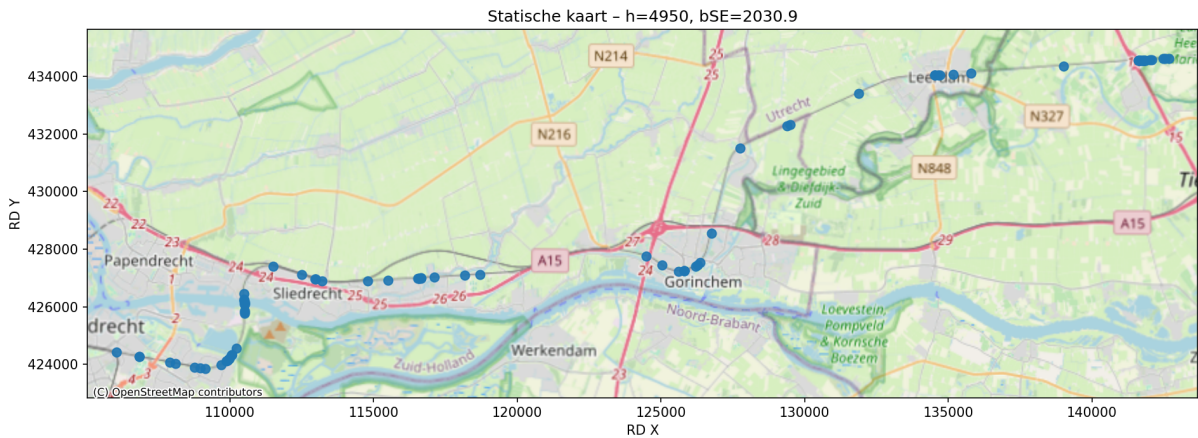 Statische kaart – h=4950, bSE=2030.9
434000
432000
430000
428000
426000
424000
RD Y
N214
25
25
N216
Utrecht
Leerdam
N327
15
N848
Lingegebied
& Diefdijk-
Zuid
A15
22
22
23
24
24
Papendrecht
1
2
Sliedrecht
25
25
26
26
A15
27
24
28
29
Gorinchem
Noord-Brabant
Loevestein,
Pompveld
& Kornsche
Boezem
drecht
4
3
Zuid-Holland
Werkendam
23
(C) OpenStreetMap contributors
110000
115000
120000
125000
130000
135000
140000
RD X